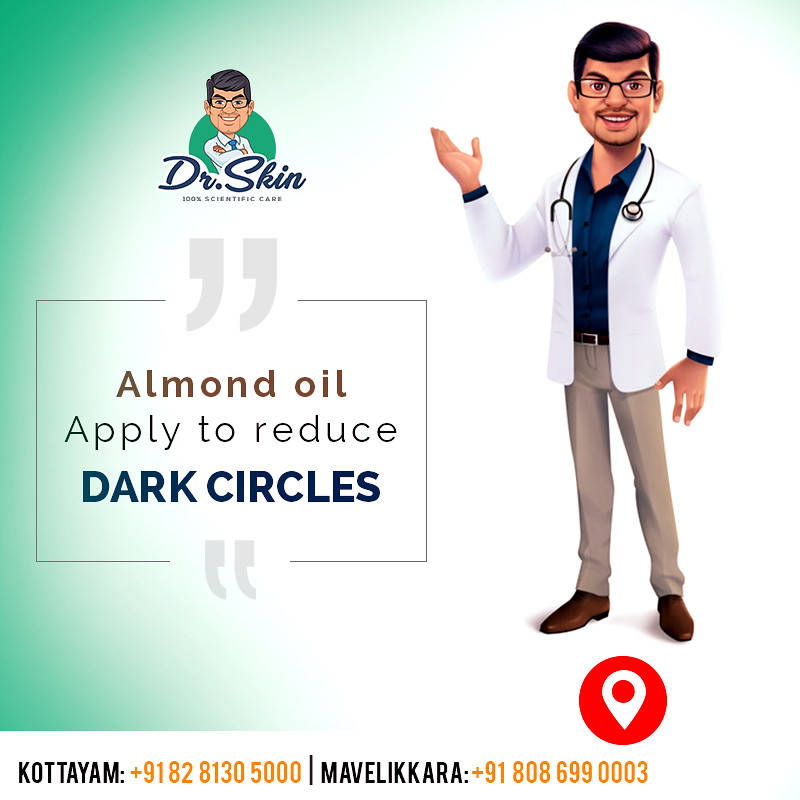 Dr.Skin
100% SCIENTIFIC CARE
Almond oil
Apply to reduce
DARK CIRCLES
KOTTAYAM: +91 82 8130 5000 | MAVELIKKARA: +91 808 699 0003